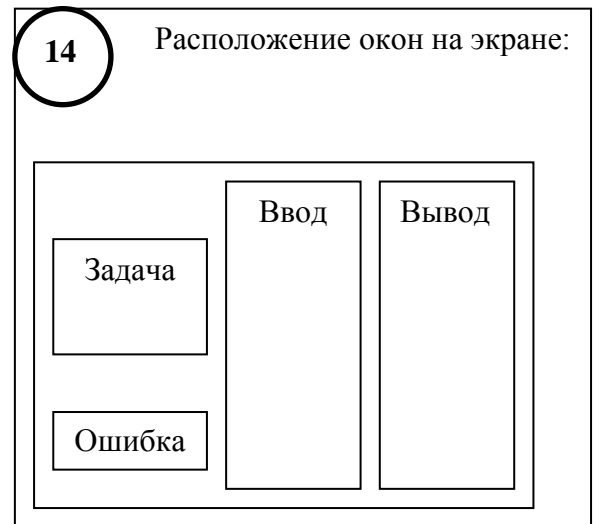 14
Расположение окон на экране:
Ввод
Вывод
Задача
Ошибка